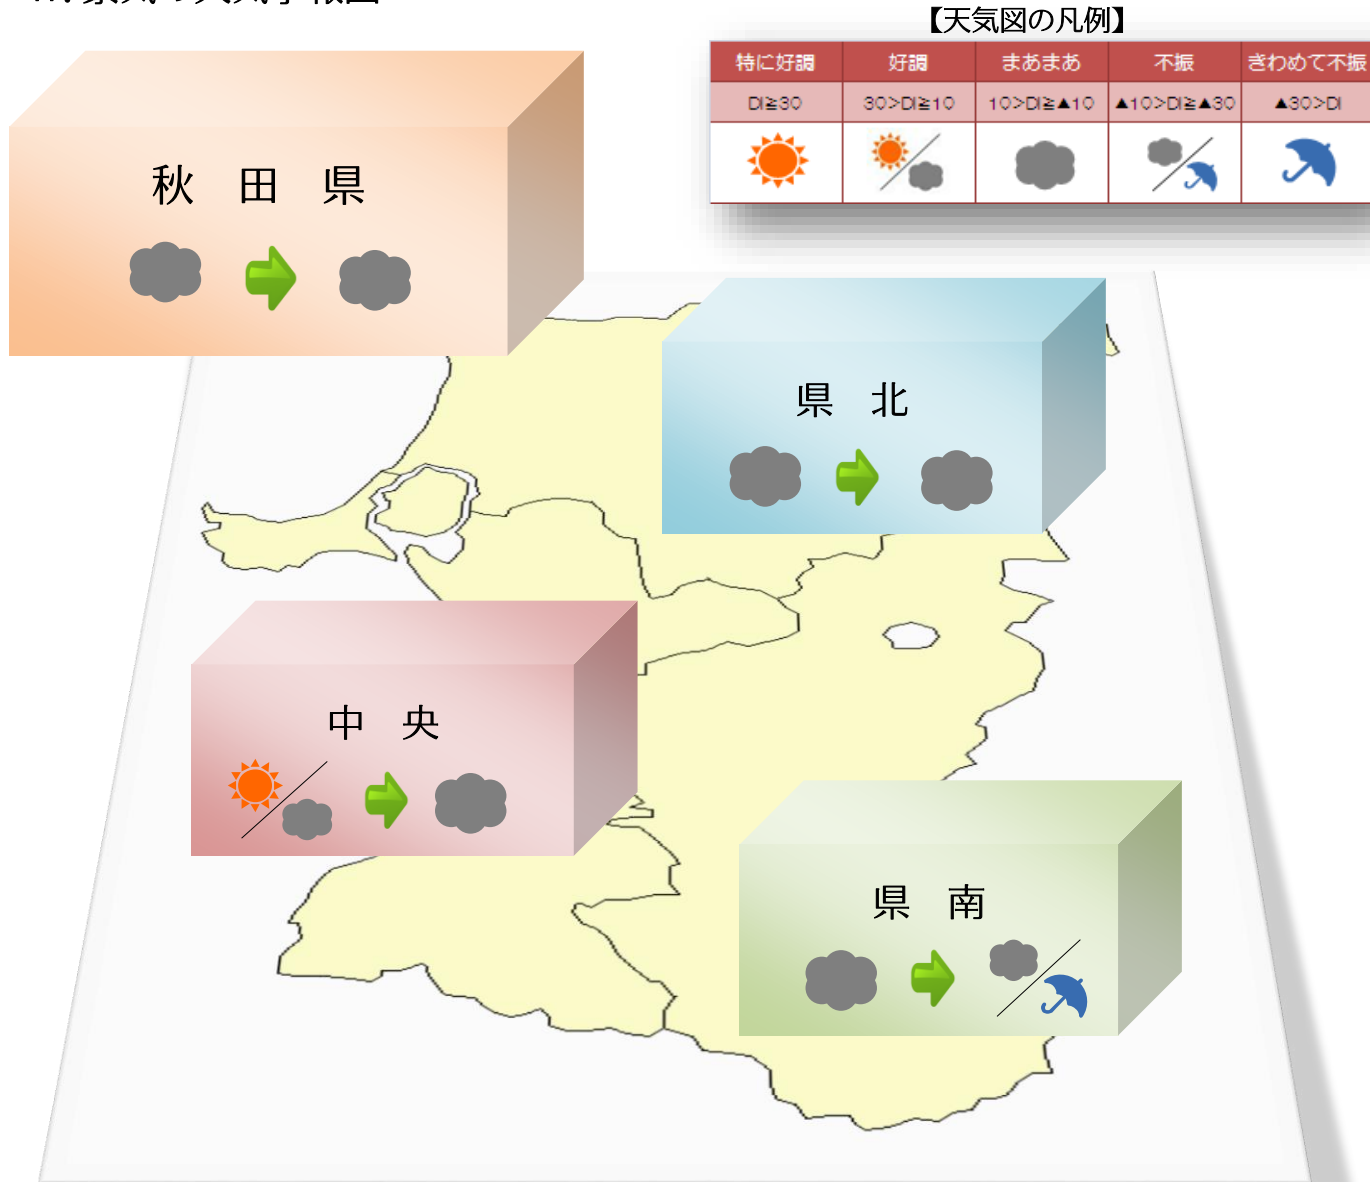 【天気図の凡例】
特に好調 好調 まあまあ 不振 きわめて不振
DI≧30 30>DI≧10 10>DI≧▲10 ▲10>DI≧▲30 ▲30>DI
秋 田 県
県 北
中 央
県 南